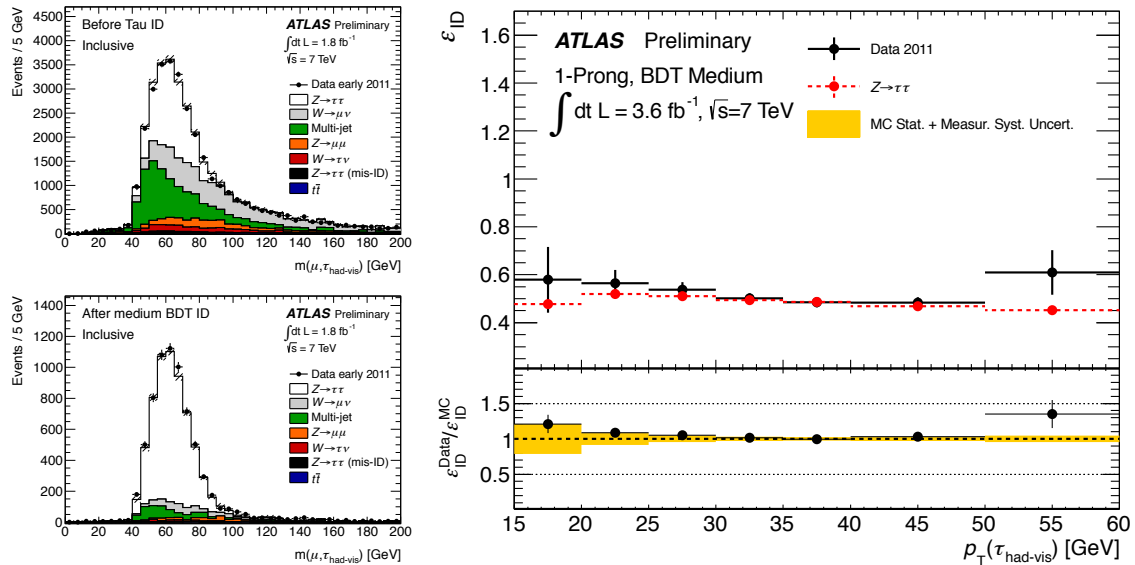 Before Tau ID
Inclusive
ATLAS Preliminary
∫dt L = 1.8 fb⁻¹
√s = 7 TeV
Data early 2011
Z→ττ
W→μν
Multi-jet
Z→μμ
W→τν
Z→ττ (mis-ID)
tt̄
Events / 5 GeV
4500
4000
3500
3000
2500
2000
1500
1000
500
0
0 20 40 60 80 100 120 140 160 180 200
m(μ,τhad-vis) [GeV]
After medium BDT ID
Inclusive
ATLAS Preliminary
∫dt L = 1.8 fb⁻¹
√s = 7 TeV
Data early 2011
Z→ττ
W→μν
Multi-jet
Z→μμ
W→τν
Z→ττ (mis-ID)
tt̄
Events / 5 GeV
1400
1200
1000
800
600
400
200
0
0 20 40 60 80 100 120 140 160 180 200
m(μ,τhad-vis) [GeV]
εID
ATLAS Preliminary
1-Prong, BDT Medium
∫ dt L = 3.6 fb⁻¹, √s=7 TeV
Data 2011
Z→ττ
MC Stat. + Measur. Syst. Uncert.
1.6
1.4
1.2
1
0.8
0.6
0.4
εID^Data/εID^MC
1.5
1
0.5
15 20 25 30 35 40 45 50 55 60
pT(τhad-vis) [GeV]